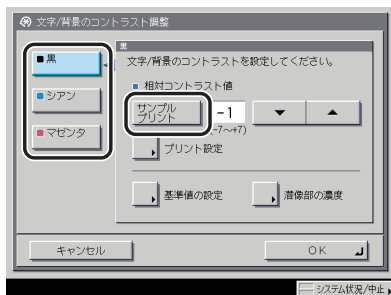 文字/背景のコントラスト調整
黒
シアン
マゼンタ
黒
文字/背景のコントラストを設定してください。
相対コントラスト値
サンプル
プリント
-1
(-7~+7)
プリント設定
基準値の設定
潜像部の濃度
キャンセル
OK
システム状況/中止